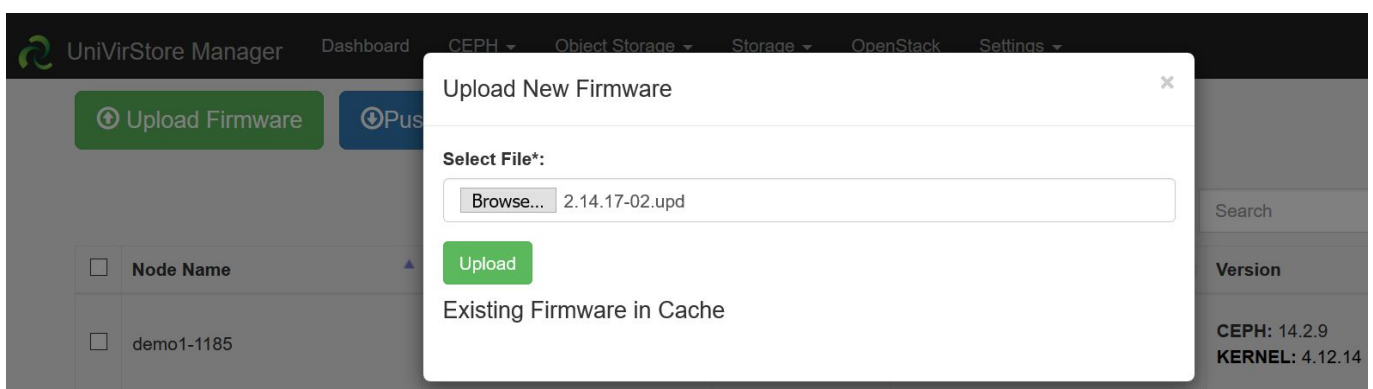 UniVirStore Manager Dashboard CEPH Object Storage Storage OpenStack Settings
Upload New Firmware ×
Upload Firmware Pus
Select File*:
Browse... 2.14.17-02.upd
Search
Upload
Node Name Version
Existing Firmware in Cache
demo1-1185
CEPH: 14.2.9
KERNEL: 4.12.14